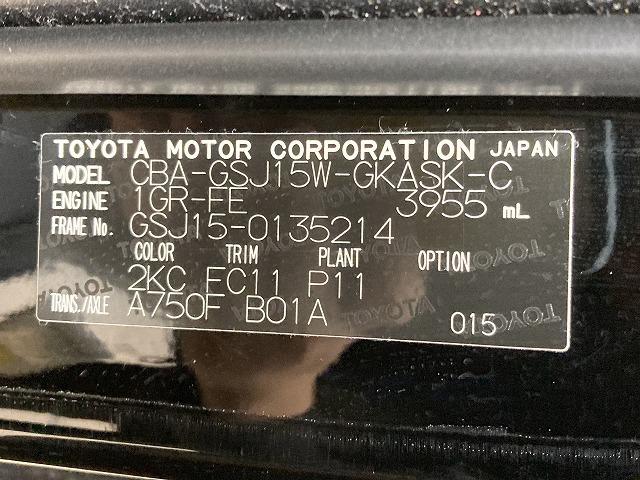 TOYOTA MOTOR CORPORATION JAPAN
MODEL CBA-GSJ15W-GKASK-C
ENGINE 1GR-FE 3955 mL
FRAME No. GSJ15-0135214
COLOR TRIM PLANT OPTION
2KC FC11 P11
TRANS./AXLE A750F B01A 015